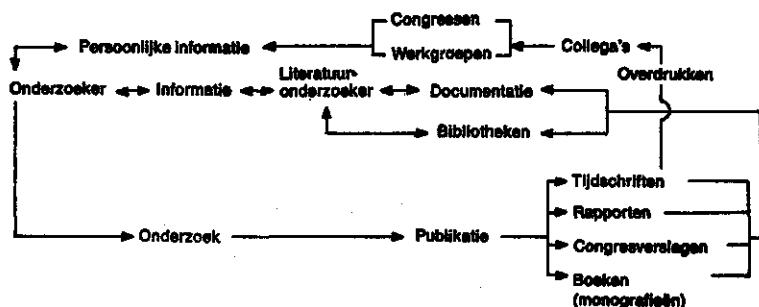 Congressen
Persoonlijke informatie
Werkgroepen
Collega's
Overdrukken
Onderzoeker
Informatie
Literatuur-
onderzoeker
Documentatie
Bibliotheken
Tijdschriften
Rapporten
Onderzoek
Publikatie
Congresverslagen
Boeken
(monografieën)